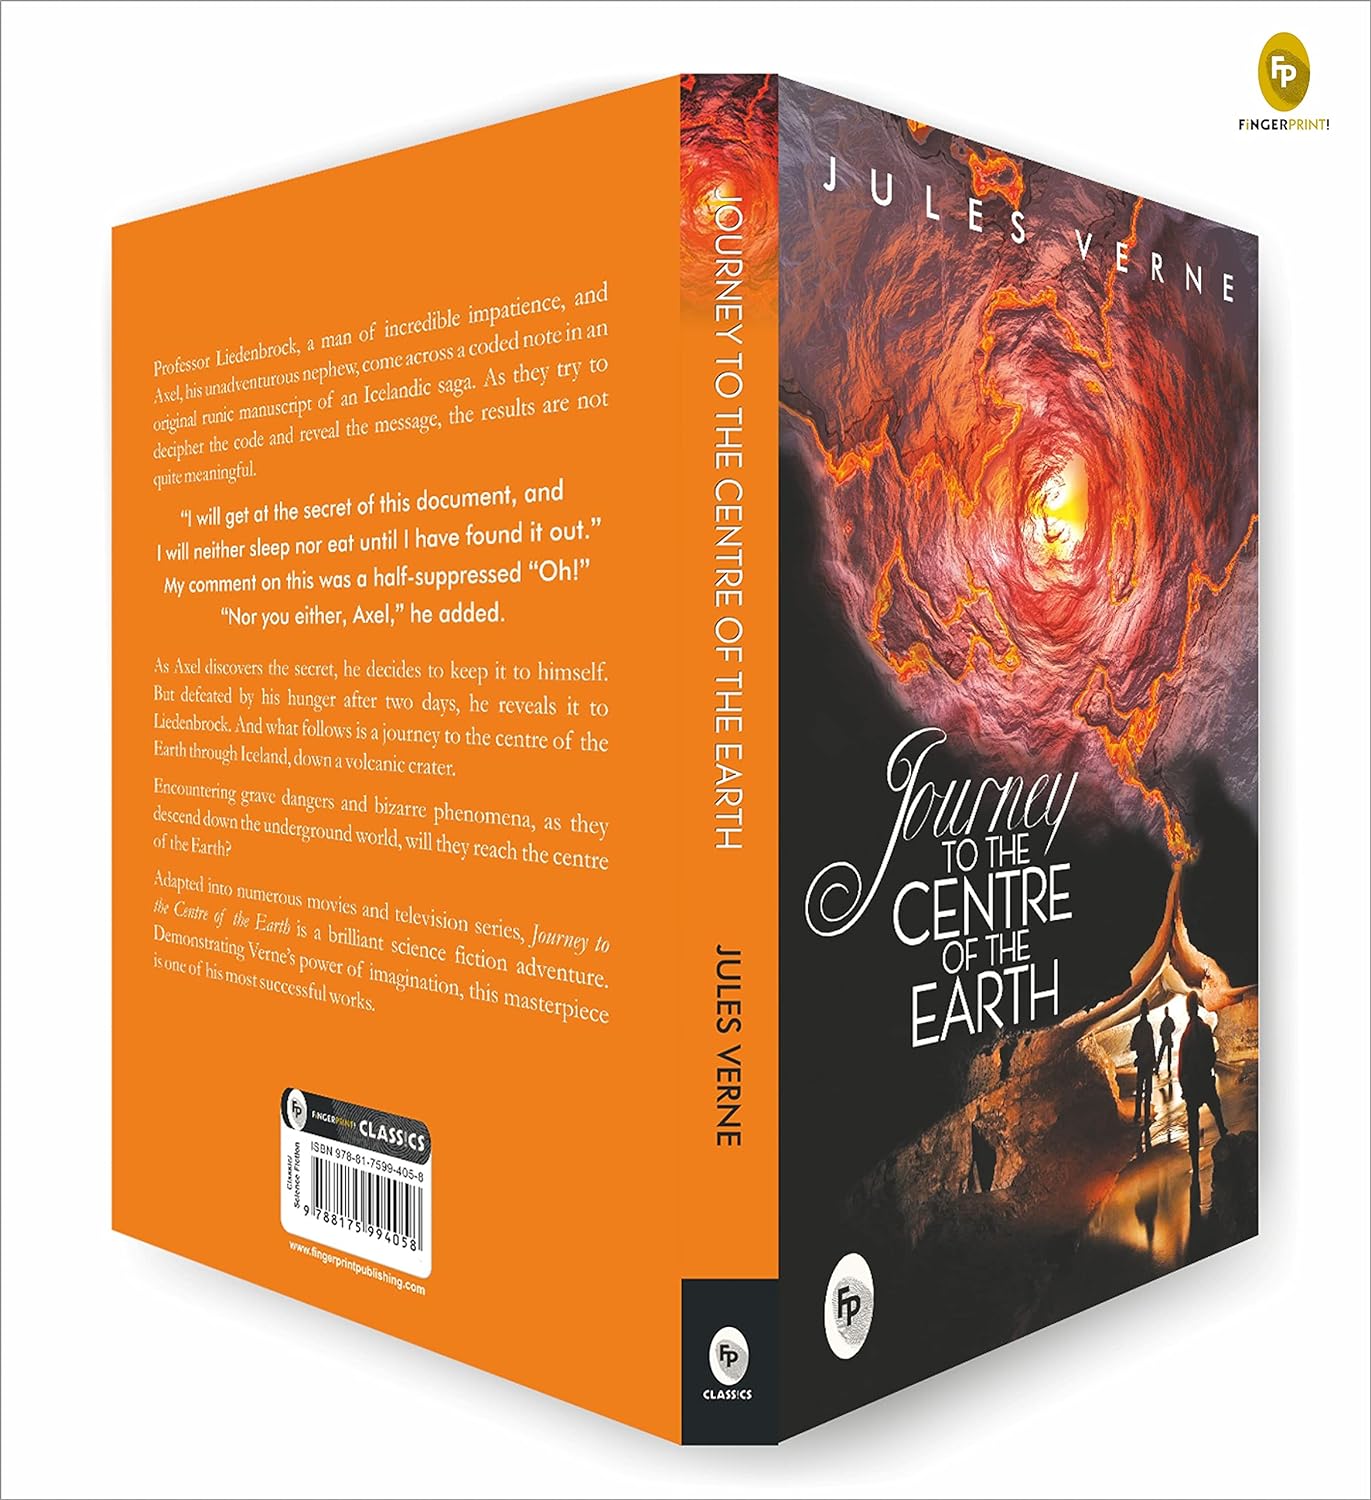 FP
FiNGERPRINT!
Professor Liedenbrock, a man of incredible impatience, and
Axel, his unadventurous nephew, come across a coded note in an
original runic manuscript of an Icelandic saga. As they try to
decipher the code and reveal the message, the results are not
quite meaningful.
“I will get at the secret of this document, and
I will neither sleep nor eat until I have found it out.”
My comment on this was a half-suppressed “Oh!”
“Nor you either, Axel,” he added.
As Axel discovers the secret, he decides to keep it to himself.
But defeated by his hunger after two days, he reveals it to
Liedenbrock. And what follows is a journey to the centre of the
Earth through Iceland, down a volcanic crater.
Encountering grave dangers and bizarre phenomena, as they
descend down the underground world, will they reach the centre
of the Earth?
Adapted into numerous movies and television series, Journey to
the Centre of the Earth is a brilliant science fiction adventure.
Demonstrating Verne’s power of imagination, this masterpiece
is one of his most successful works.
FP FiNGERPRINT! CLASSICS
ISBN 978-81-7599-405-8
Classic/
Science Fiction
9 788175 994058
www.fingerprintpublishing.com
JOURNEY TO THE CENTRE OF THE EARTH
JULES VERNE
FP
CLASSICS
JULES VERNE
Journey
TO THE
CENTRE
OF THE
EARTH
FP